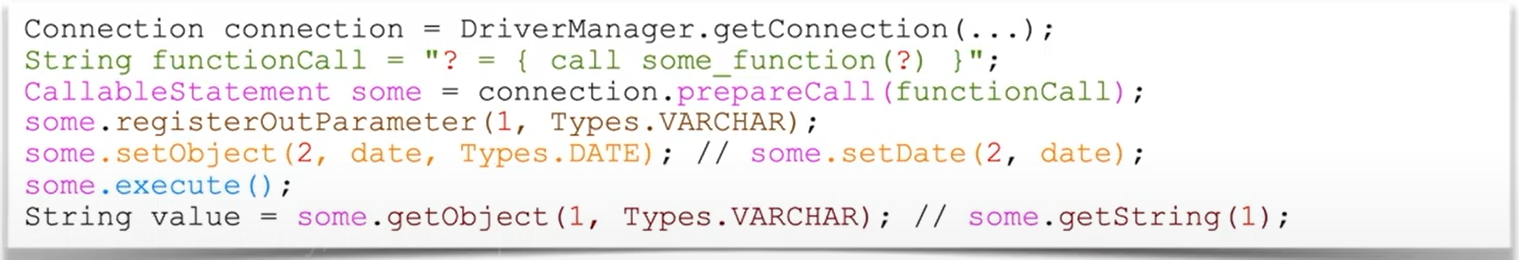 Connection connection = DriverManager.getConnection(...);
String functionCall = "? = { call some_function(?) }";
CallableStatement some = connection.prepareCall(functionCall);
some.registerOutParameter(1, Types.VARCHAR);
some.setObject(2, date, Types.DATE); // some.setDate(2, date);
some.execute();
String value = some.getObject(1, Types.VARCHAR); // some.getString(1);